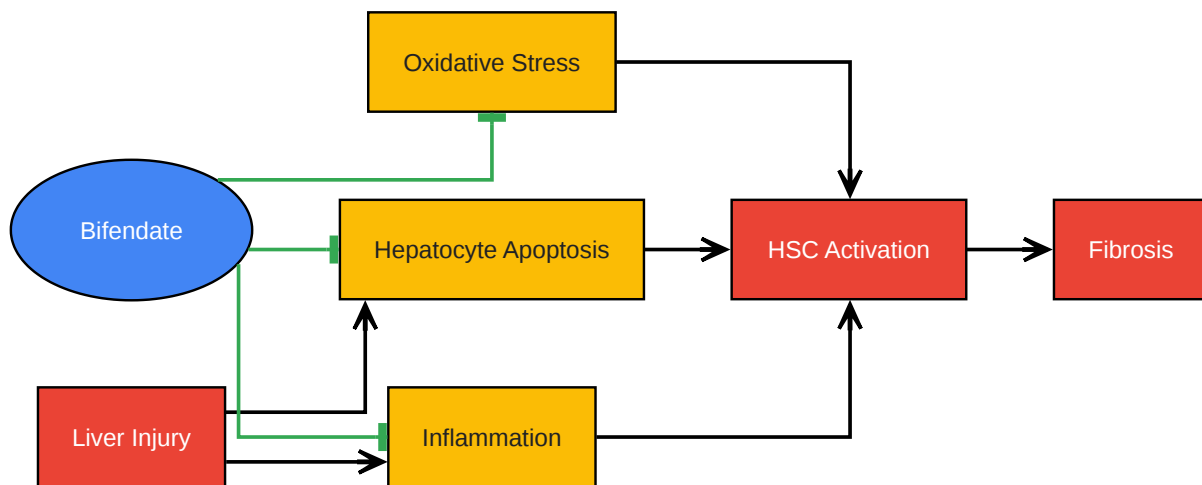 Oxidative Stress
Bifendate
Hepatocyte Apoptosis
HSC Activation
Fibrosis
Liver Injury
Inflammation